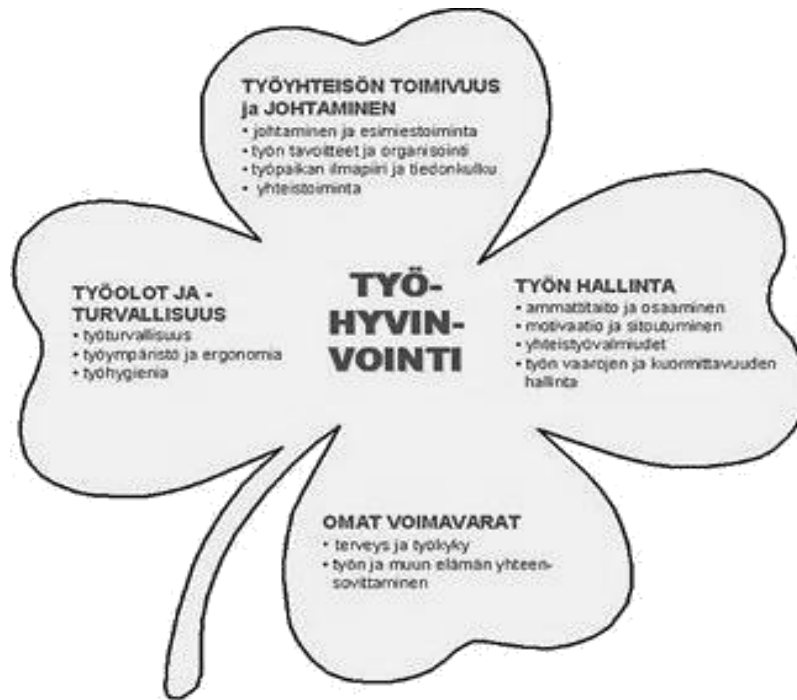 TYÖYHTEISÖN TOIMIVUUS
ja JOHTAMINEN
• johtaminen ja esimiestoiminta
• työn tavoitteet ja organisointi
• työpaikan ilmapiiri ja tiedonkulku
• yhteistoiminta
TYÖOLOT JA -
TURVALLISUUS
• työturvallisuus
• työympäristö ja ergonomia
• työhygienia
TYÖ-
HYVIN-
VOINTI
TYÖN HALLINTA
• ammattitaito ja osaaminen
• motivaatio ja sitoutuminen
• yhteistyövalmiudet
• työn vaarojen ja kuormittavuuden
hallinta
OMAT VOIMAVARAT
• terveys ja työkyky
• työn ja muun elämän yhteen-
sovittaminen